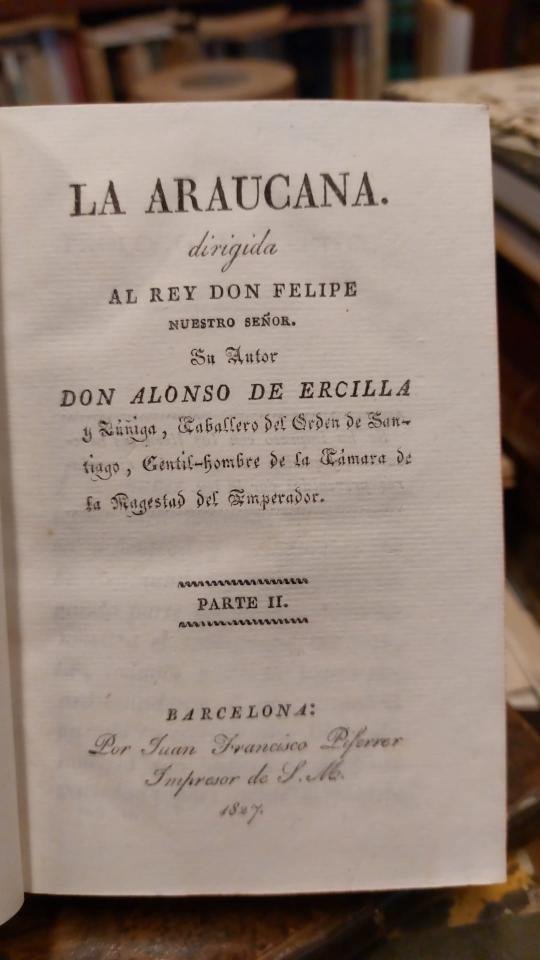 LA ARAUCANA.
dirigida
AL REY DON FELIPE
NUESTRO SEÑOR.
Su Autor
DON ALONSO DE ERCILLA
y Zúñiga, Caballero del Orden de San-
tiago, Gentil-hombre de la Cámara de
la Magestad del Emperador.
PARTE II.
BARCELONA:
Por Juan Francisco Piferrer
Impresor de S. M.
1827.